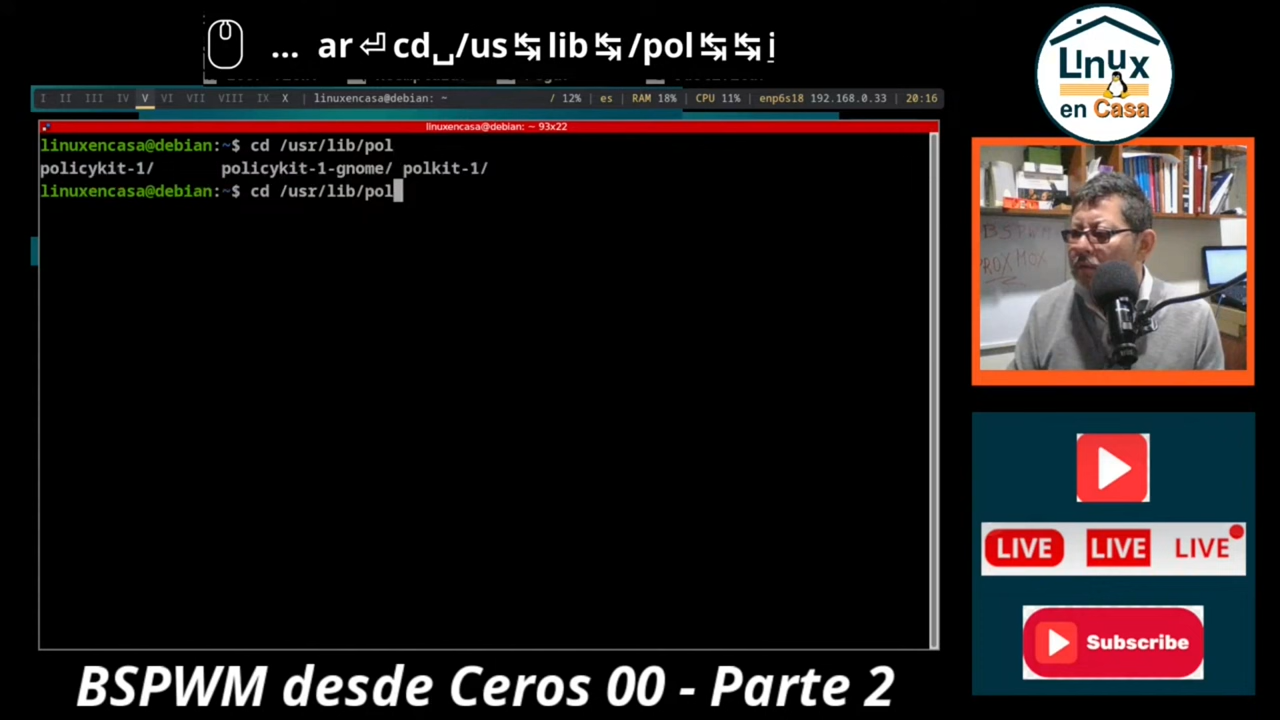 ... ar⏎cd␣/us↹lib↹/pol↹↹i
I II III IV V VI VII VIII IX X | linuxencasa@debian: ~ / 12% | es | RAM 18% | CPU 11% | enp6s18 192.168.0.33 | 20:16
linuxencasa@debian: ~ 93x22
linuxencasa@debian:~$ cd /usr/lib/pol
policykit-1/ policykit-1-gnome/ polkit-1/
linuxencasa@debian:~$ cd /usr/lib/pol
LInux
en Casa
BSPWM
PROXMOX
LIVE LIVE LIVE
Subscribe
BSPWM desde Ceros 00 - Parte 2